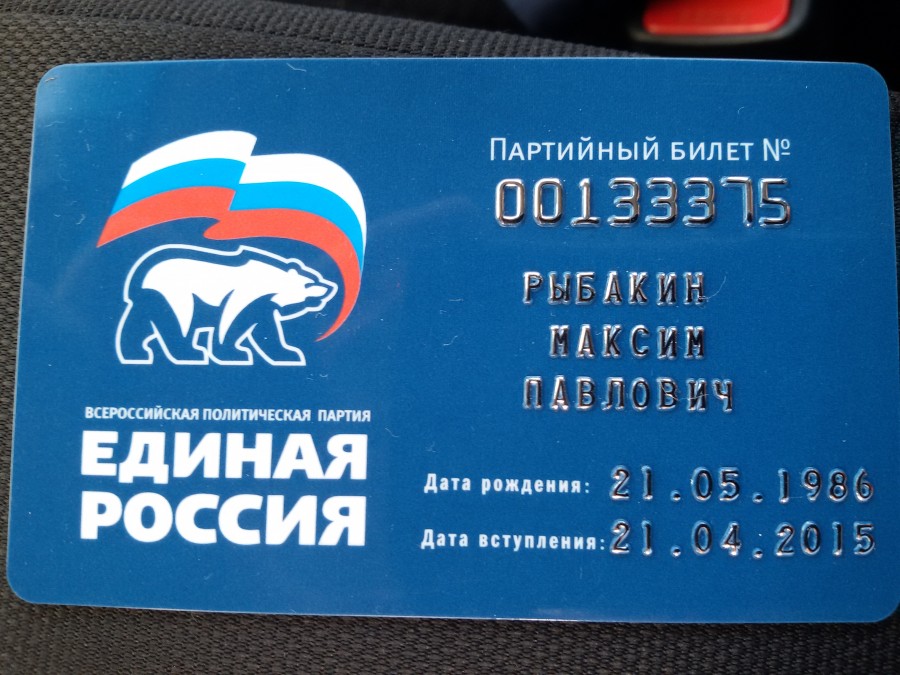 Партийный билет №
00133375
РЫБАКИН
МАКСИМ
ПАВЛОВИЧ
ВСЕРОССИЙСКАЯ ПОЛИТИЧЕСКАЯ ПАРТИЯ
ЕДИНАЯ
РОССИЯ
Дата рождения: 21.05.1986
Дата вступления: 21.04.2015